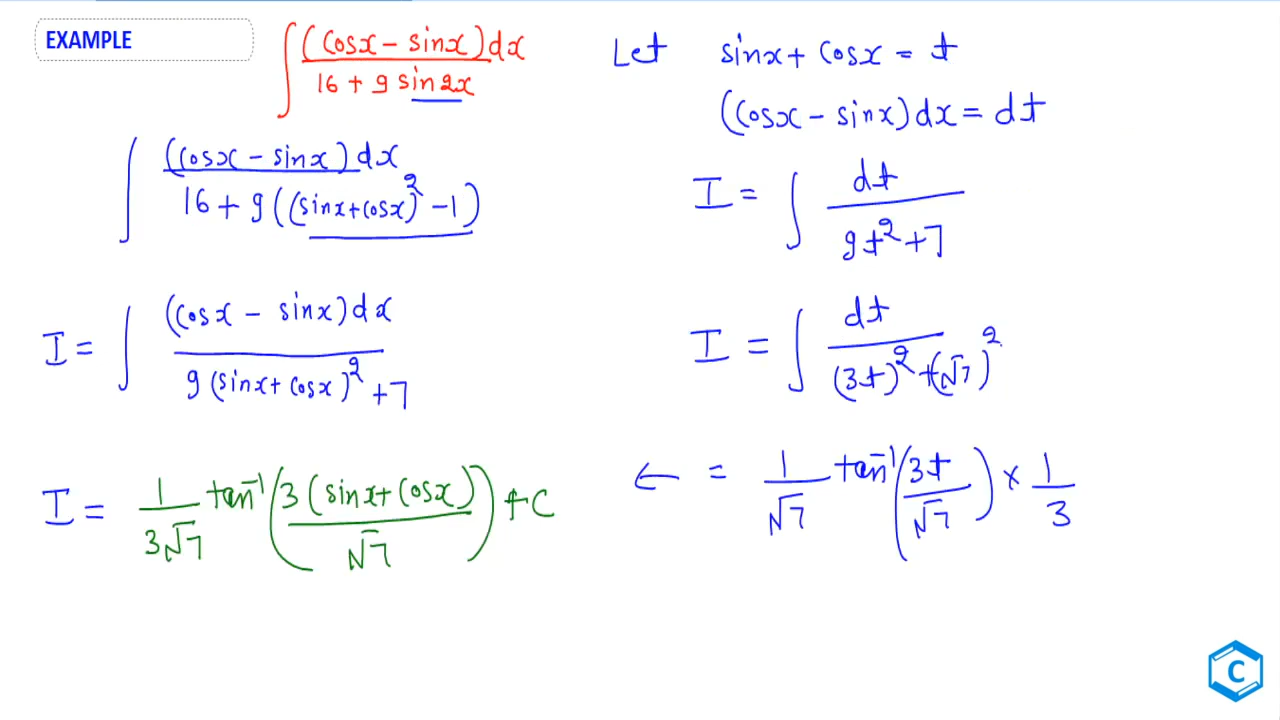 EXAMPLE
∫ (cosx − sinx)dx / 16 + 9 sin2x
∫ (cosx − sinx)dx / 16 + 9((sinx+cosx)² − 1)
I = ∫ (cosx − sinx)dx / 9(sinx+cosx)² + 7
Let sinx + cosx = t
(cosx − sinx)dx = dt
I = ∫ dt / 9t² + 7
I = ∫ dt / (3t)² + (√7)²
← = 1/√7 tan⁻¹(3t/√7) × 1/3
I = 1/3√7 tan⁻¹(3(sinx+cosx)/√7) + C
C